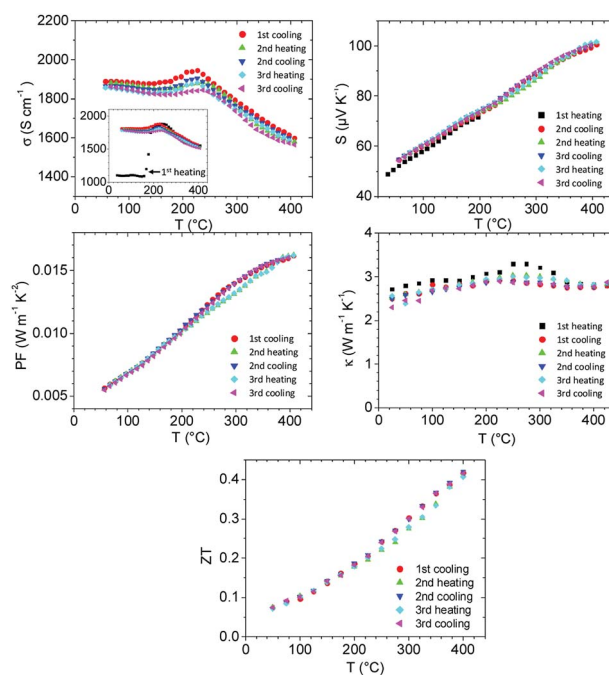 2200
2000
1800
1600
1400
σ (S cm⁻¹)
1st cooling
2nd heating
2nd cooling
3rd heating
3rd cooling
1800
1400
1000
0 200 400
1st heating
0 100 200 300 400
T (°C)
100
80
60
40
S (µV K⁻¹)
1st heating
2nd cooling
2nd heating
3rd cooling
3rd heating
3rd cooling
0 100 200 300 400
T (°C)
0.015
0.010
0.005
PF (W m⁻¹ K⁻²)
1st cooling
2nd heating
2nd cooling
3rd heating
3rd cooling
0 100 200 300 400
T (°C)
4
3
2
1
0
κ (W m⁻¹ K⁻¹)
1st heating
1st cooling
2nd heating
2nd cooling
3rd heating
3rd cooling
0 100 200 300 400
T (°C)
0.4
0.3
0.2
0.1
0.0
ZT
1st cooling
2nd heating
2nd cooling
3rd heating
3rd cooling
0 100 200 300 400
T (°C)